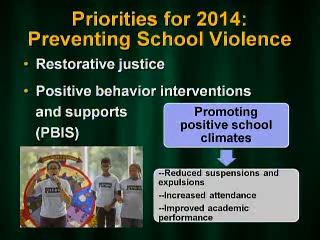 Priorities for 2014:
Preventing School Violence
• Restorative justice
• Positive behavior interventions
and supports
(PBIS)
Promoting
positive school
climates
--Reduced suspensions and
expulsions
--Increased attendance
--Improved academic
performance